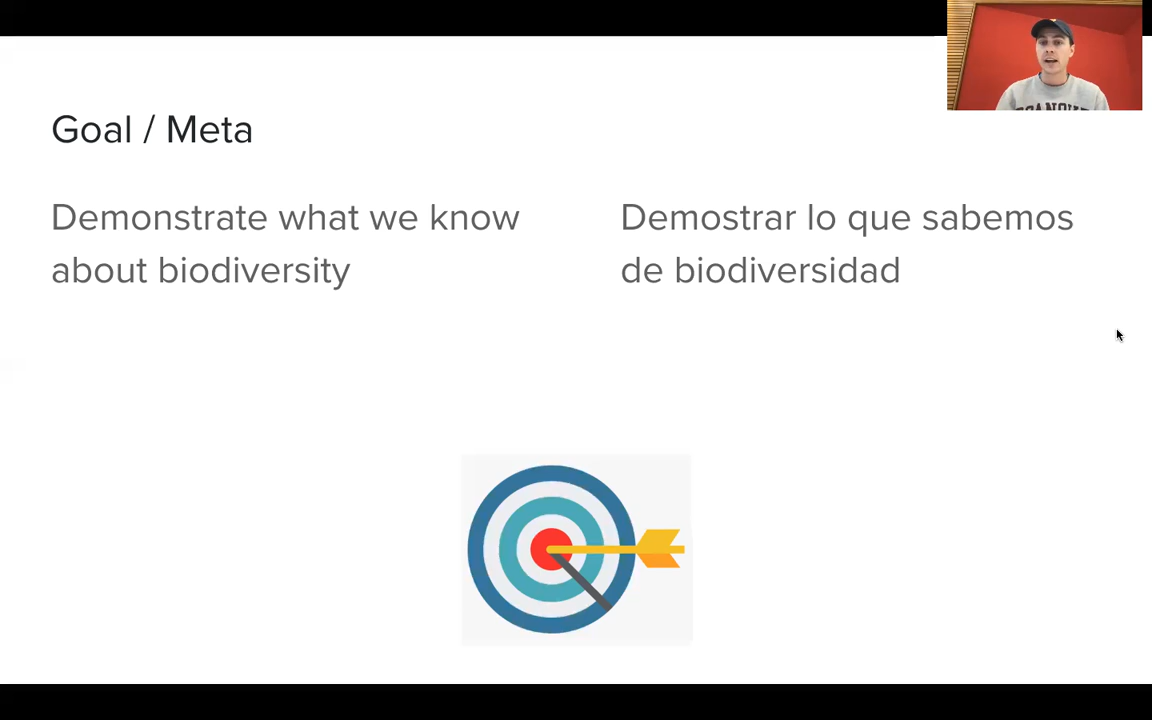 Goal / Meta
Demonstrate what we know
about biodiversity
Demostrar lo que sabemos
de biodiversidad